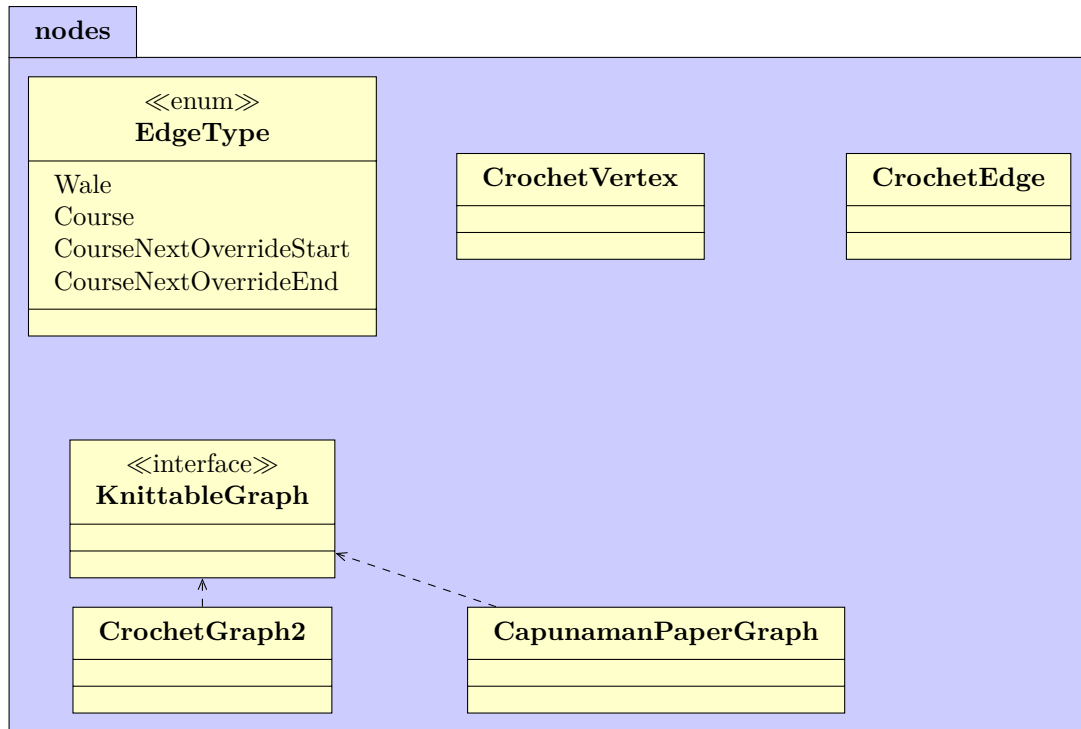 nodes
≪enum≫
EdgeType
Wale
Course
CourseNextOverrideStart
CourseNextOverrideEnd
CrochetVertex
CrochetEdge
≪interface≫
KnittableGraph
CrochetGraph2
CapunamanPaperGraph